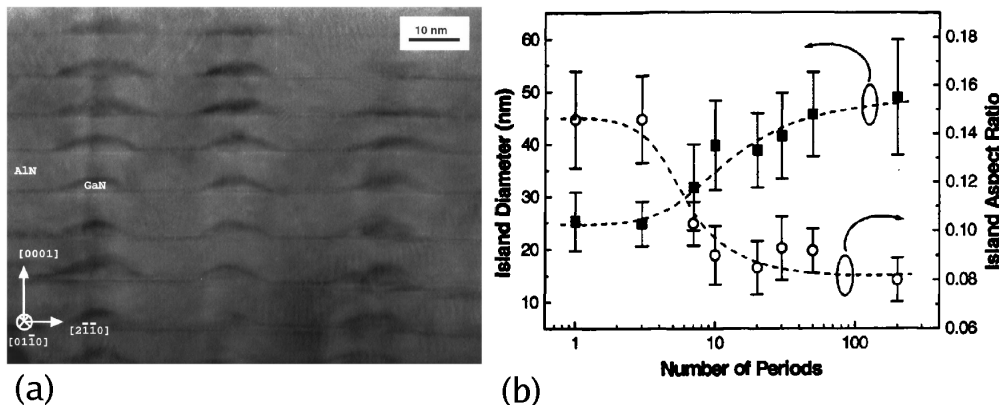 10 nm
AlN
GaN
[0001]
[2110]
[0110]
(a)
Island Diameter (nm)
60
50
40
30
20
10
0.18
0.16
0.14
0.12
0.10
0.08
0.06
Island Aspect Ratio
1
10
100
Number of Periods
(b)